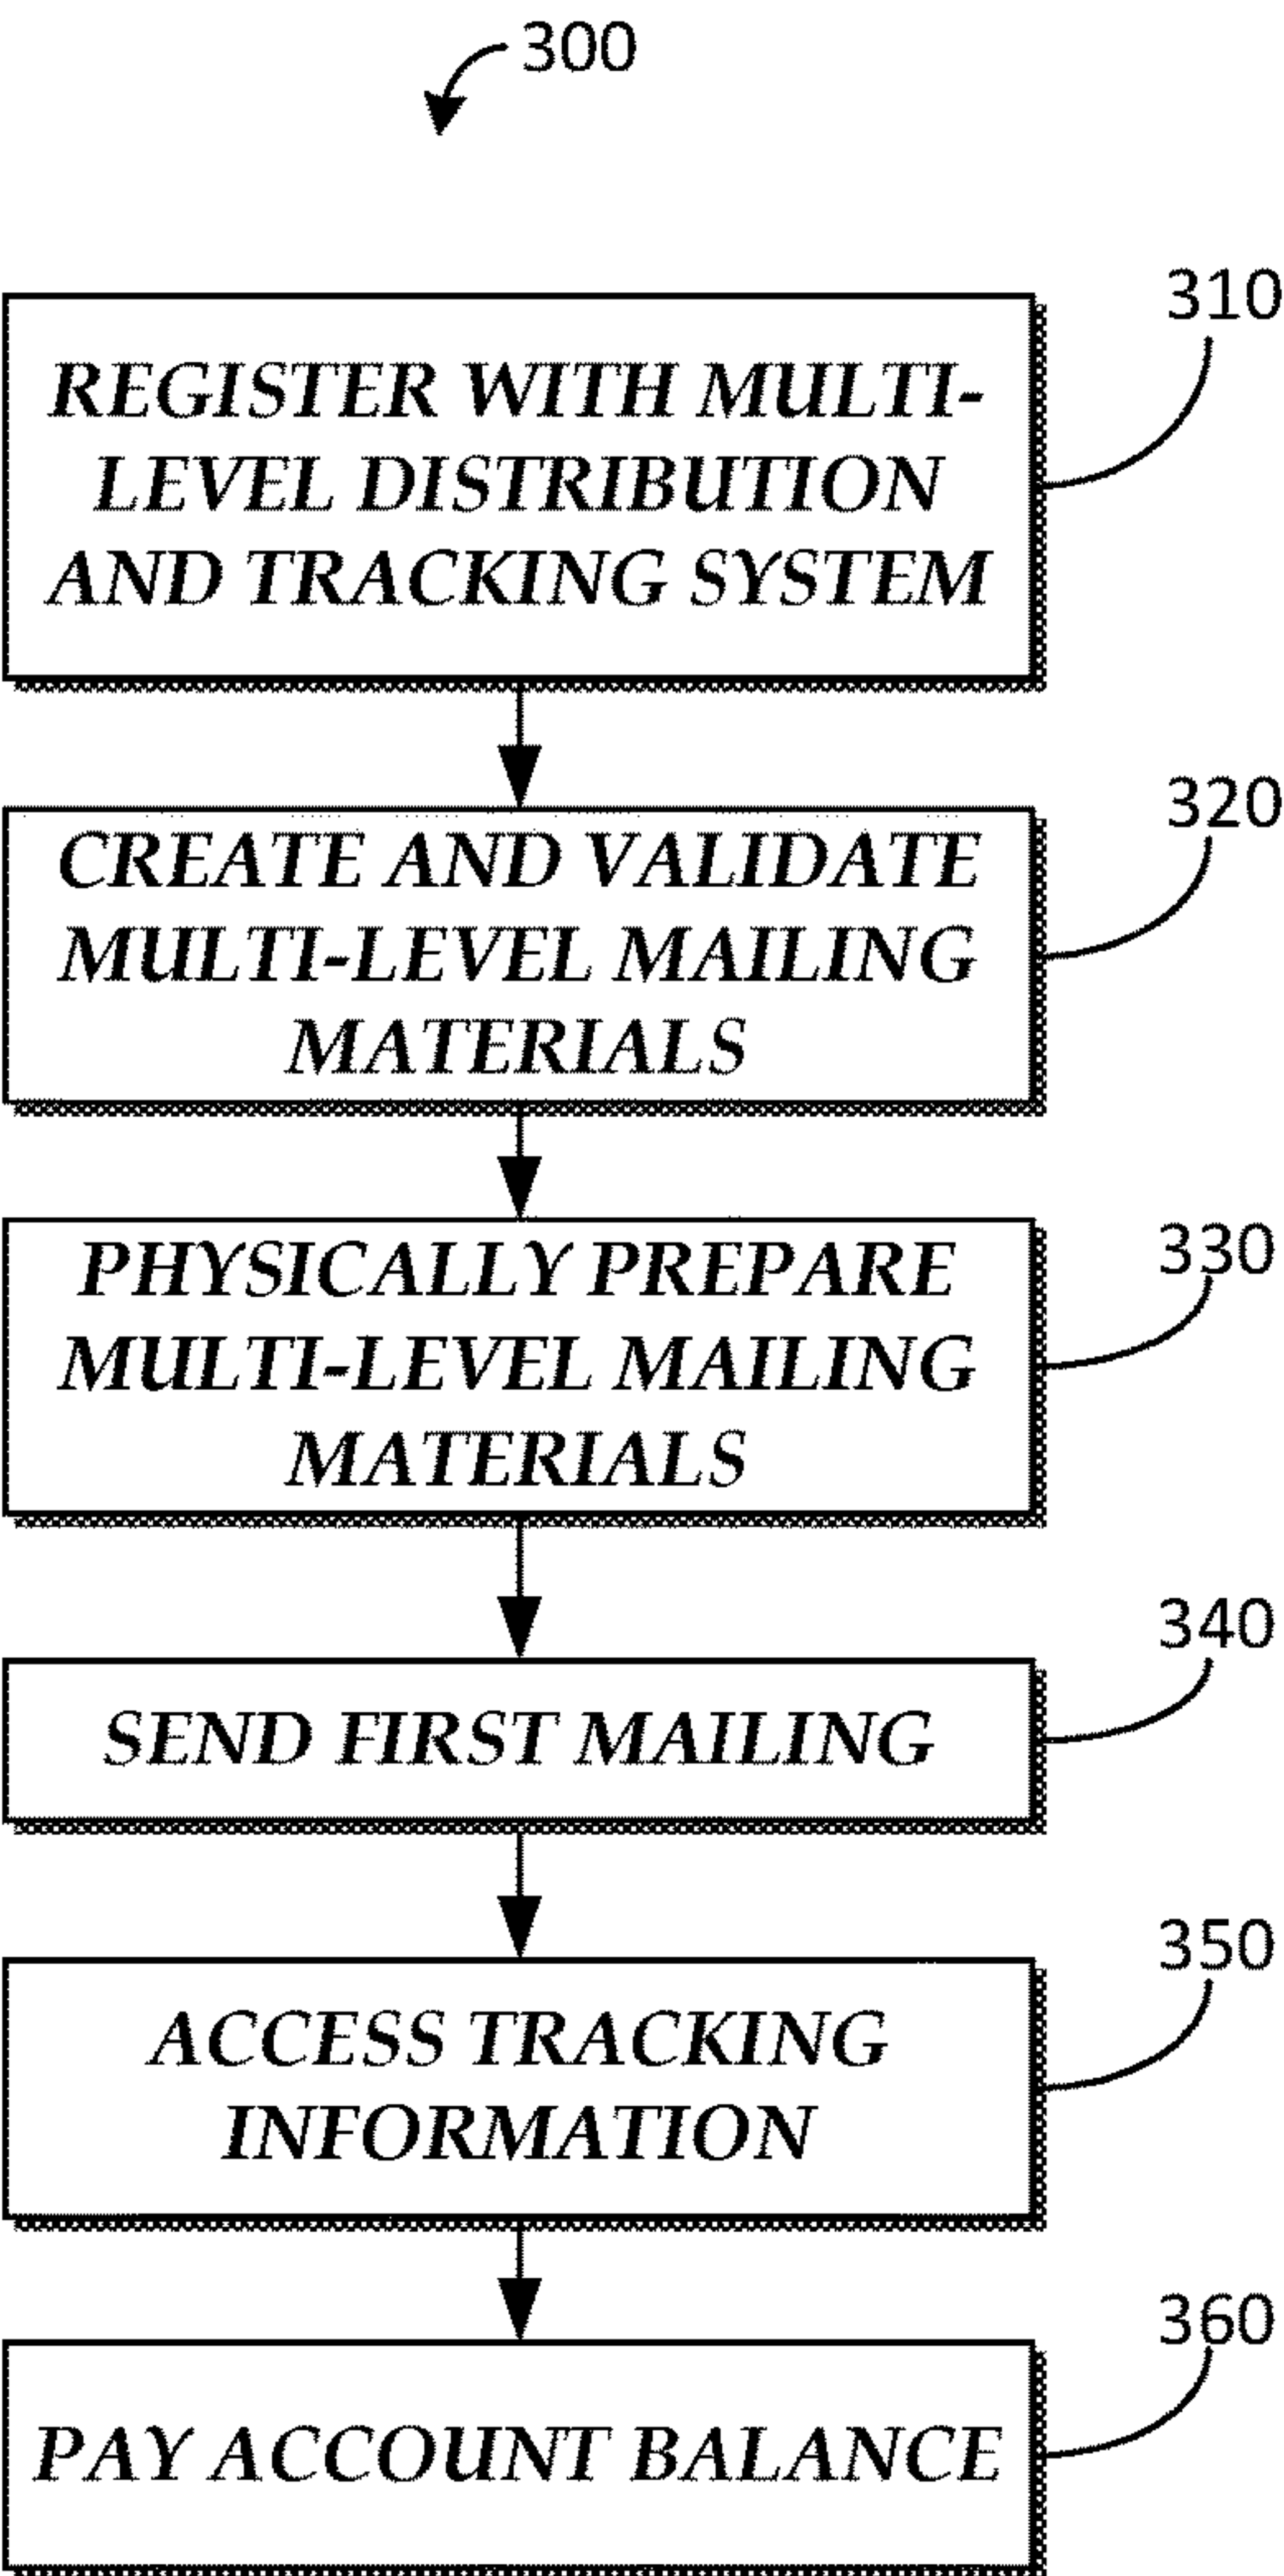 300
310
REGISTER WITH MULTI-
LEVEL DISTRIBUTION
AND TRACKING SYSTEM
320
CREATE AND VALIDATE
MULTI-LEVEL MAILING
MATERIALS
330
PHYSICALLY PREPARE
MULTI-LEVEL MAILING
MATERIALS
340
SEND FIRST MAILING
350
ACCESS TRACKING
INFORMATION
360
PAY ACCOUNT BALANCE